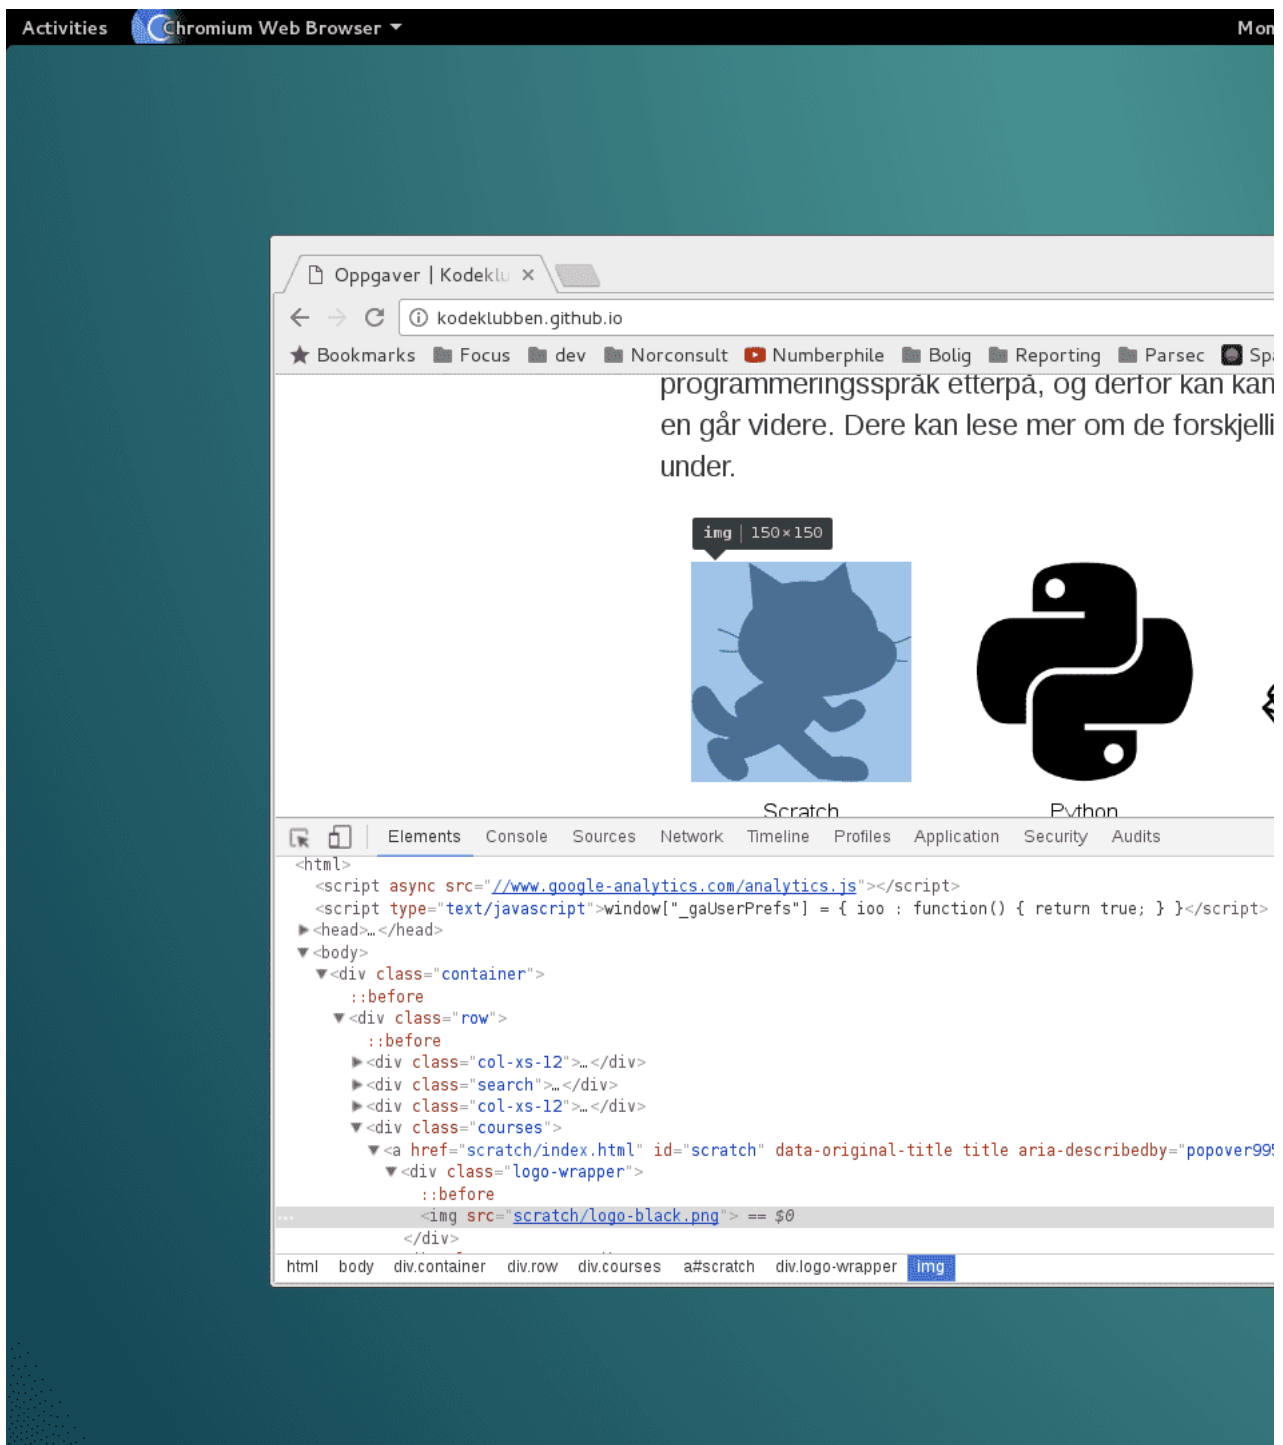 Activities Chromium Web Browser Mon
Oppgaver | Kodeklu
kodeklubben.github.io
Bookmarks Focus dev Norconsult Numberphile Bolig Reporting Parsec Spa
programmeringsspråk etterpå, og derfor kan kan
en går videre. Dere kan lese mer om de forskjelli
under.
img 150×150
Scratch Python
Elements Console Sources Network Timeline Profiles Application Security Audits
<html>
<script async src="//www.google-analytics.com/analytics.js"></script>
<script type="text/javascript">window["_gaUserPrefs"] = { ioo : function() { return true; } }</script>
<head>…</head>
<body>
<div class="container">
::before
<div class="row">
::before
<div class="col-xs-12">…</div>
<div class="search">…</div>
<div class="col-xs-12">…</div>
<div class="courses">
<a href="scratch/index.html" id="scratch" data-original-title title aria-describedby="popover995
<div class="logo-wrapper">
::before
<img src="scratch/logo-black.png"> == $0
</div>
html body div.container div.row div.courses a#scratch div.logo-wrapper img